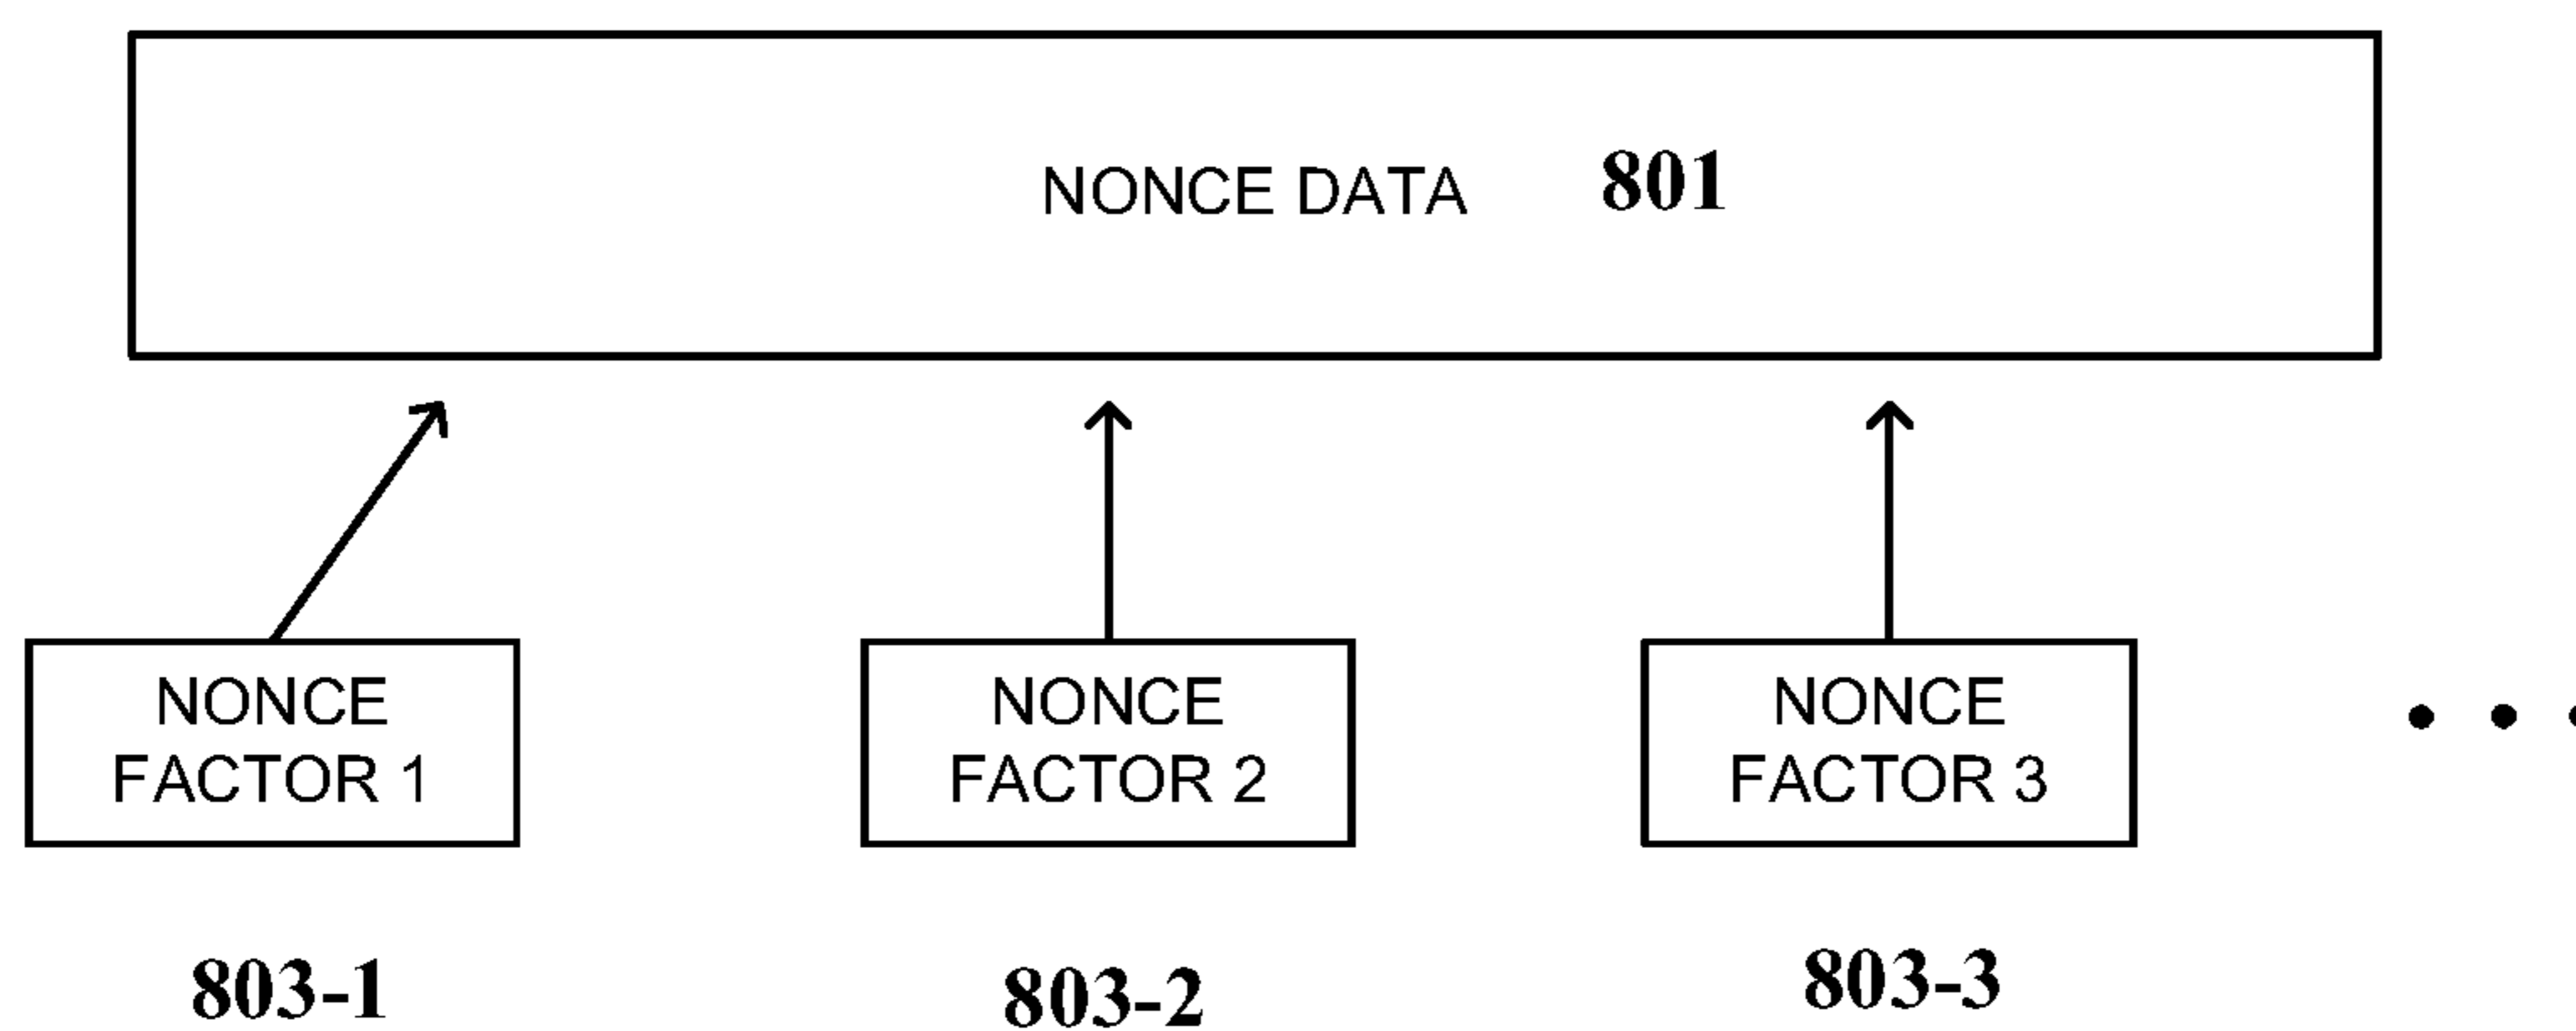 NONCE DATA 801
NONCE
FACTOR 1
NONCE
FACTOR 2
NONCE
FACTOR 3
803-1
803-2
803-3